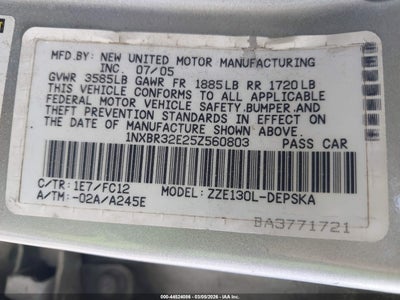 MFD.BY: NEW UNITED MOTOR MANUFACTURING
INC. 07/05
GVWR 3585LB GAWR FR 1885LB RR 1720LB
THIS VEHICLE CONFORMS TO ALL APPLICABLE
FEDERAL MOTOR VEHICLE SAFETY,BUMPER,AND
THEFT PREVENTION STANDARDS IN EFFECT ON
THE DATE OF MANUFACTURE SHOWN ABOVE.
1NXBR32E25Z560803 PASS CAR
C/TR: 1E7/FC12 MODEL: ZZE130L-DEPSKA
A/TM: -02A/A245E
BA3771721
000-44524086 - 03/05/2026 - IAA